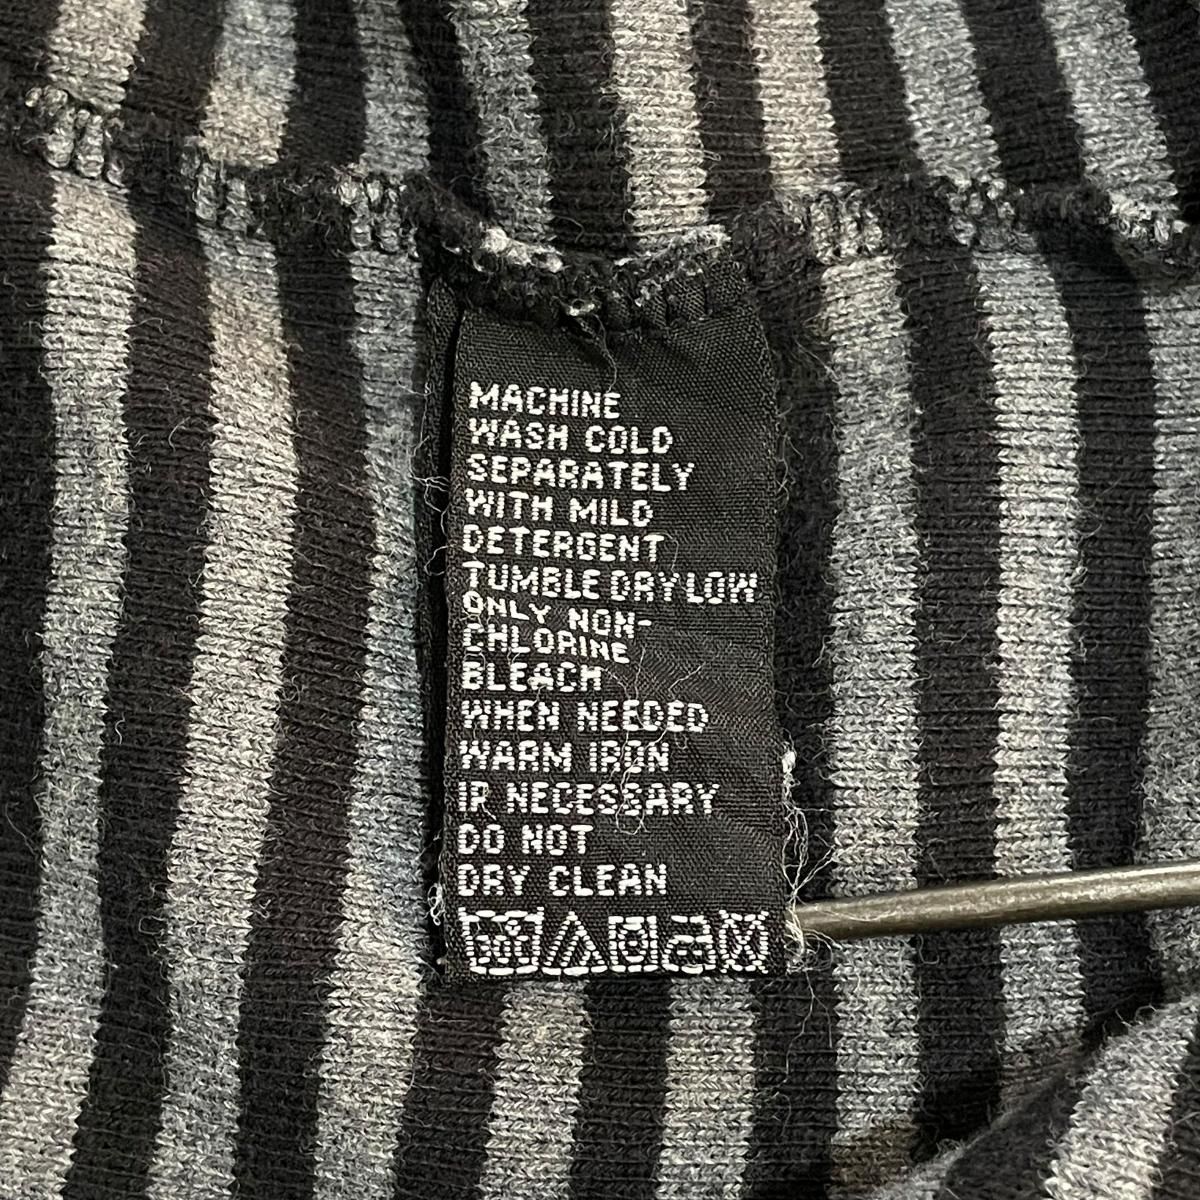 MACHINE
WASH COLD
SEPARATELY
WITH MILD
DETERGENT
TUMBLE DRY LOW
ONLY NON-
CHLORINE
BLEACH
WHEN NEEDED
WARM IRON
IF NECESSARY
DO NOT
DRY CLEAN